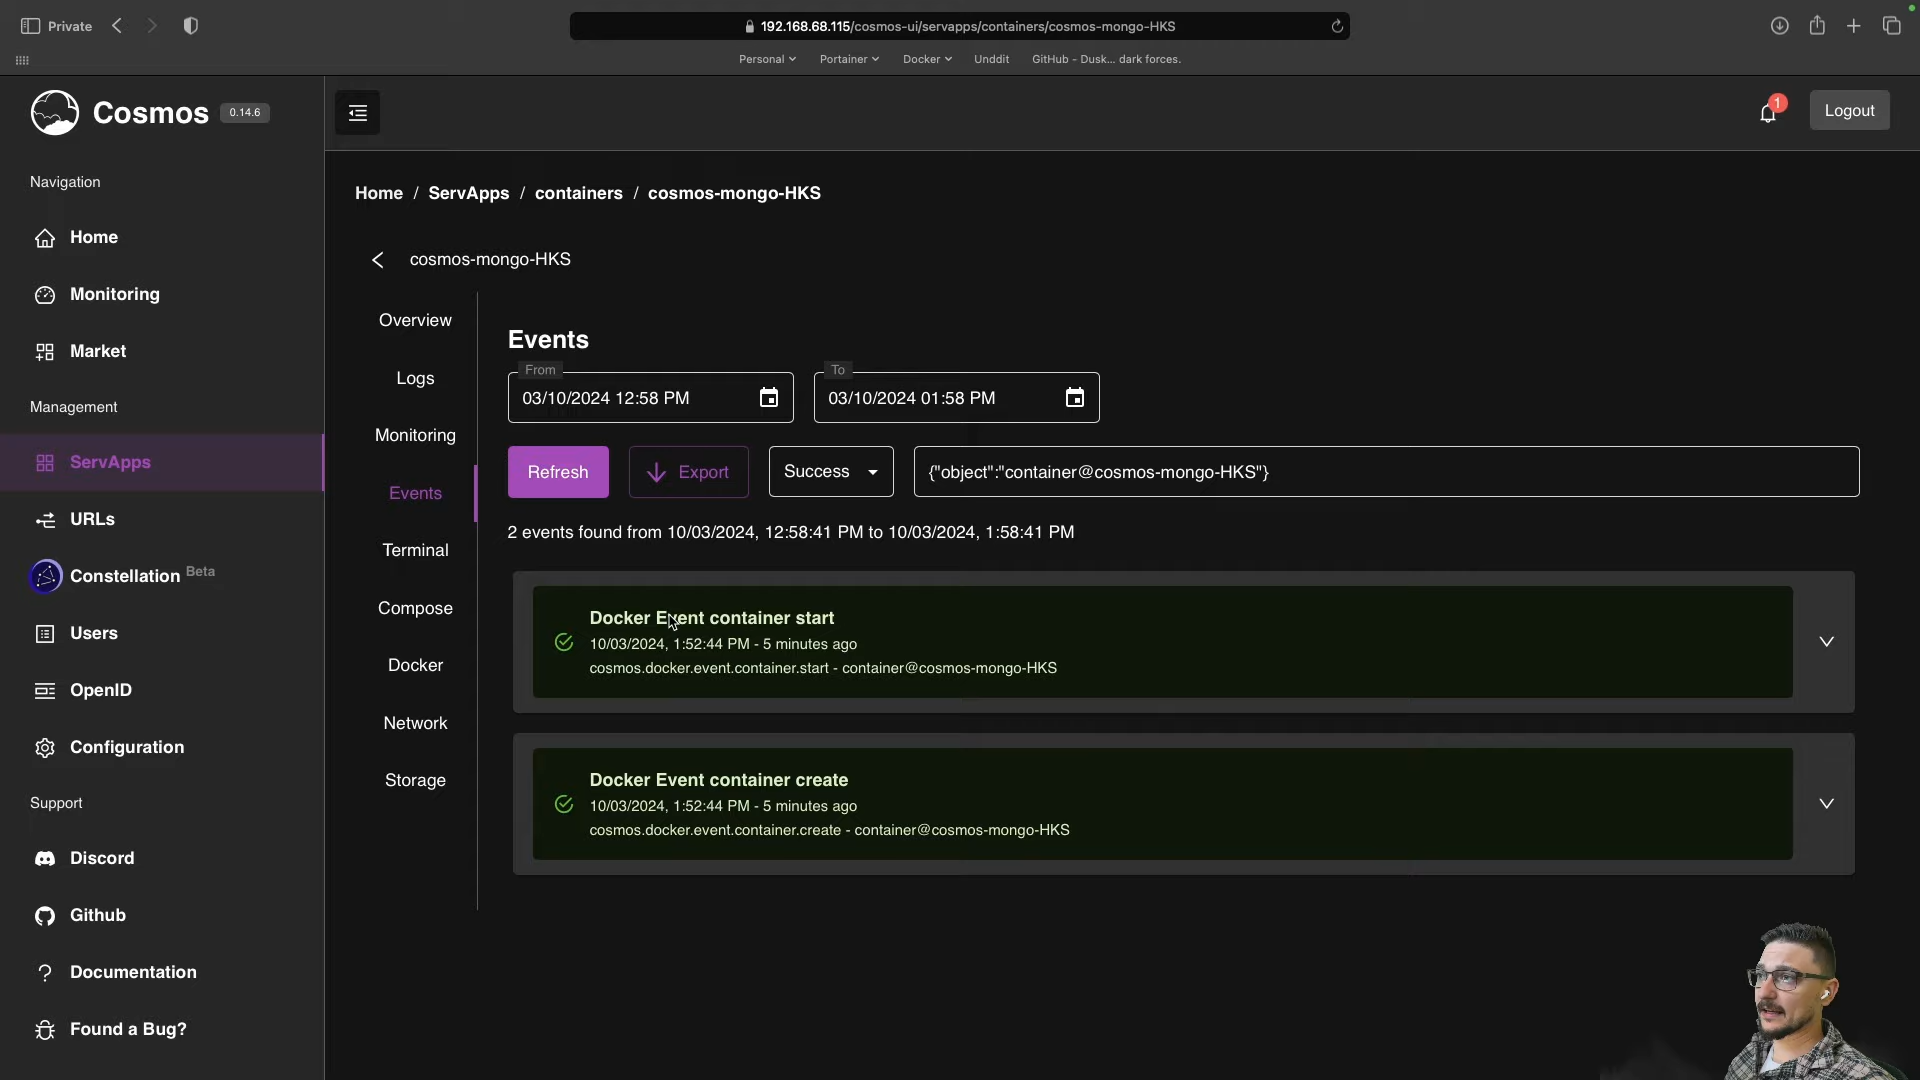 Private
192.168.68.115/cosmos-ui/servapps/containers/cosmos-mongo-HKS
Personal
Portainer
Docker
Unddit
GitHub - Dusk... dark forces.
Cosmos
0.14.6
1
Logout
Navigation
Home
Monitoring
Market
Management
ServApps
URLs
Constellation Beta
Users
OpenID
Configuration
Support
Discord
Github
Documentation
Found a Bug?
Home / ServApps / containers / cosmos-mongo-HKS
cosmos-mongo-HKS
Overview
Logs
Monitoring
Events
Terminal
Compose
Docker
Network
Storage
Events
From
03/10/2024 12:58 PM
To
03/10/2024 01:58 PM
Refresh
Export
Success
{"object":"container@cosmos-mongo-HKS"}
2 events found from 10/03/2024, 12:58:41 PM to 10/03/2024, 1:58:41 PM
Docker Event container start
10/03/2024, 1:52:44 PM - 5 minutes ago
cosmos.docker.event.container.start - container@cosmos-mongo-HKS
Docker Event container create
10/03/2024, 1:52:44 PM - 5 minutes ago
cosmos.docker.event.container.create - container@cosmos-mongo-HKS